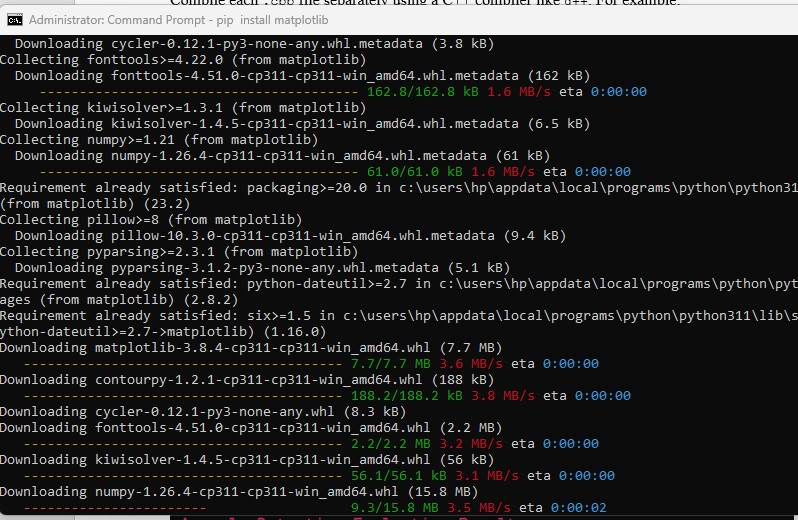 Compile each .cpp file separately using a C++ compiler like g++. For example:
Administrator: Command Prompt - pip install matplotlib
Downloading cycler-0.12.1-py3-none-any.whl.metadata (3.8 kB)
Collecting fonttools>=4.22.0 (from matplotlib)
Downloading fonttools-4.51.0-cp311-cp311-win_amd64.whl.metadata (162 kB)
---------------------------------------- 162.8/162.8 kB 1.6 MB/s eta 0:00:00
Collecting kiwisolver>=1.3.1 (from matplotlib)
Downloading kiwisolver-1.4.5-cp311-cp311-win_amd64.whl.metadata (6.5 kB)
Collecting numpy>=1.21 (from matplotlib)
Downloading numpy-1.26.4-cp311-cp311-win_amd64.whl.metadata (61 kB)
---------------------------------------- 61.0/61.0 kB 1.6 MB/s eta 0:00:00
Requirement already satisfied: packaging>=20.0 in c:\users\hp\appdata\local\programs\python\python31
(from matplotlib) (23.2)
Collecting pillow>=8 (from matplotlib)
Downloading pillow-10.3.0-cp311-cp311-win_amd64.whl.metadata (9.4 kB)
Collecting pyparsing>=2.3.1 (from matplotlib)
Downloading pyparsing-3.1.2-py3-none-any.whl.metadata (5.1 kB)
Requirement already satisfied: python-dateutil>=2.7 in c:\users\hp\appdata\local\programs\python\pyt
ages (from matplotlib) (2.8.2)
Requirement already satisfied: six>=1.5 in c:\users\hp\appdata\local\programs\python\python311\lib\s
ython-dateutil>=2.7->matplotlib) (1.16.0)
Downloading matplotlib-3.8.4-cp311-cp311-win_amd64.whl (7.7 MB)
---------------------------------------- 7.7/7.7 MB 3.6 MB/s eta 0:00:00
Downloading contourpy-1.2.1-cp311-cp311-win_amd64.whl (188 kB)
---------------------------------------- 188.2/188.2 kB 3.8 MB/s eta 0:00:00
Downloading cycler-0.12.1-py3-none-any.whl (8.3 kB)
Downloading fonttools-4.51.0-cp311-cp311-win_amd64.whl (2.2 MB)
---------------------------------------- 2.2/2.2 MB 3.2 MB/s eta 0:00:00
Downloading kiwisolver-1.4.5-cp311-cp311-win_amd64.whl (56 kB)
---------------------------------------- 56.1/56.1 kB 3.1 MB/s eta 0:00:00
Downloading numpy-1.26.4-cp311-cp311-win_amd64.whl (15.8 MB)
----------------------- 9.3/15.8 MB 3.5 MB/s eta 0:00:02